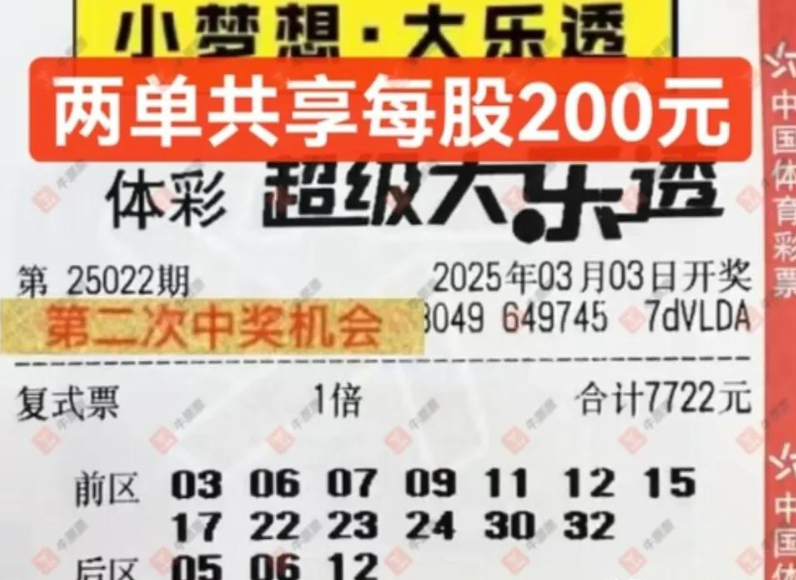 小梦想·大乐透
两单共享每股200元
体彩 超级大乐透
第 25022期 2025年03月03日开奖
第二次中奖机会 3049 649745 7dVLDA
复式票 1倍 合计7722元
前区 03 06 07 09 11 12 15
17 22 23 24 30 32
后区 05 06 12
中国体育彩票
中国体